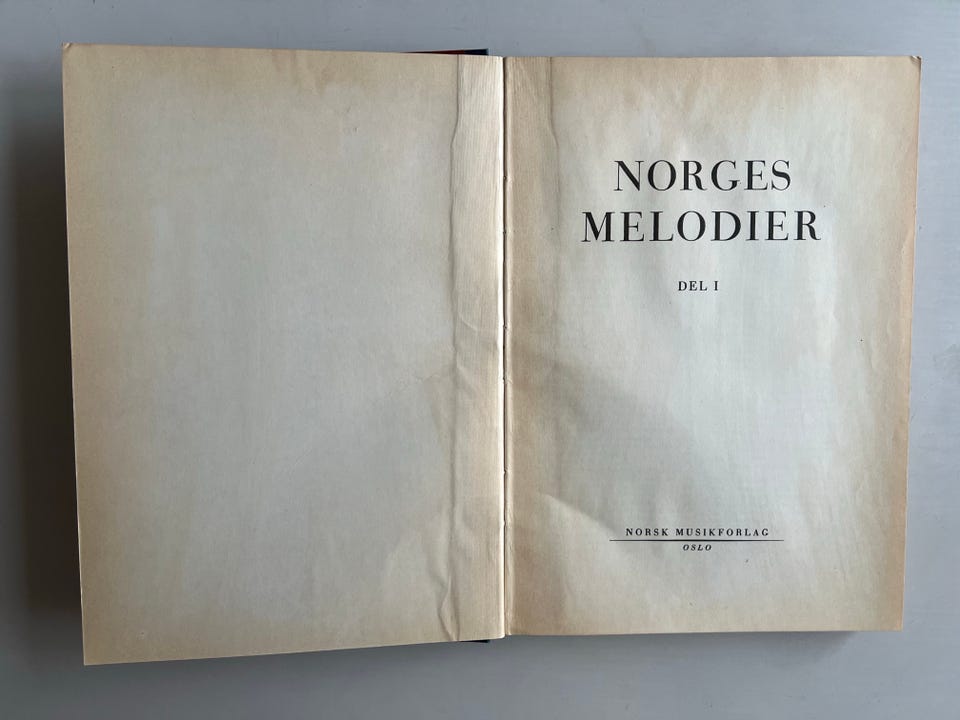 NORGES
MELODIER
DEL I
NORSK MUSIKFORLAG
OSLO